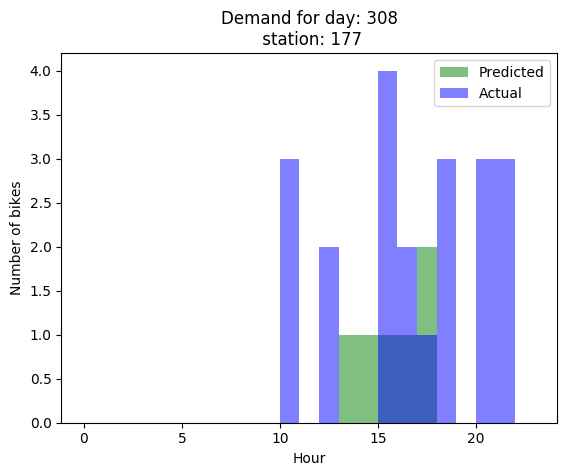 Demand for day: 308
station: 177
Predicted
Actual
4.0
3.5
3.0
2.5
2.0
1.5
1.0
0.5
0.0
Number of bikes
0 5 10 15 20
Hour